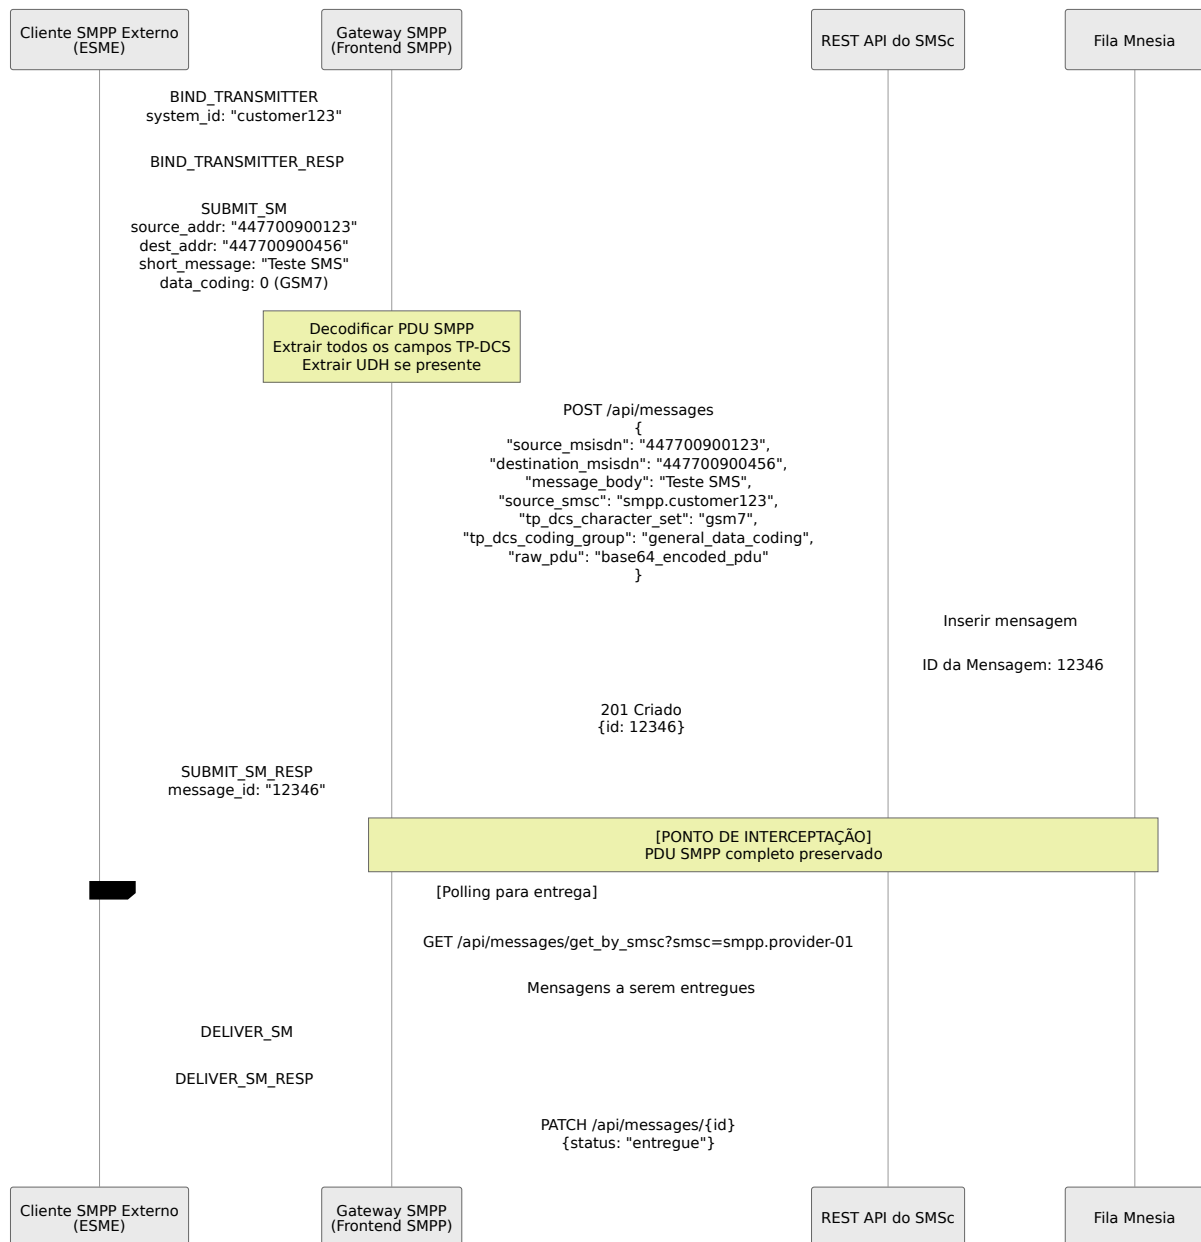 Cliente SMPP Externo
(ESME)
Gateway SMPP
(Frontend SMPP)
REST API do SMSc
Fila Mnesia
BIND_TRANSMITTER
system_id: "customer123"
BIND_TRANSMITTER_RESP
SUBMIT_SM
source_addr: "447700900123"
dest_addr: "447700900456"
short_message: "Teste SMS"
data_coding: 0 (GSM7)
Decodificar PDU SMPP
Extrair todos os campos TP-DCS
Extrair UDH se presente
POST /api/messages
{
"source_msisdn": "447700900123",
"destination_msisdn": "447700900456",
"message_body": "Teste SMS",
"source_smsc": "smpp.customer123",
"tp_dcs_character_set": "gsm7",
"tp_dcs_coding_group": "general_data_coding",
"raw_pdu": "base64_encoded_pdu"
}
Inserir mensagem
ID da Mensagem: 12346
201 Criado
{id: 12346}
SUBMIT_SM_RESP
message_id: "12346"
[PONTO DE INTERCEPTAÇÃO]
PDU SMPP completo preservado
[Polling para entrega]
GET /api/messages/get_by_smsc?smsc=smpp.provider-01
Mensagens a serem entregues
DELIVER_SM
DELIVER_SM_RESP
PATCH /api/messages/{id}
{status: "entregue"}
Cliente SMPP Externo
(ESME)
Gateway SMPP
(Frontend SMPP)
REST API do SMSc
Fila Mnesia